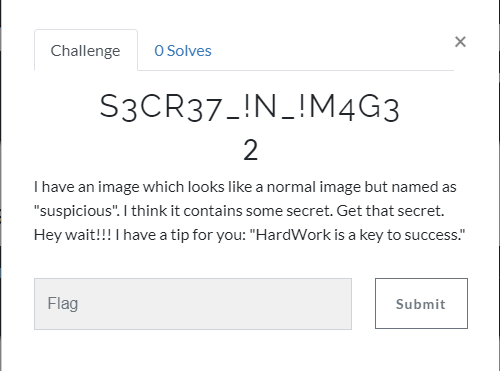 Challenge 0 Solves ×
S3CR37_!N_!M4G3
2
I have an image which looks like a normal image but named as
"suspicious". I think it contains some secret. Get that secret.
Hey wait!!! I have a tip for you: "HardWork is a key to success."
Flag Submit